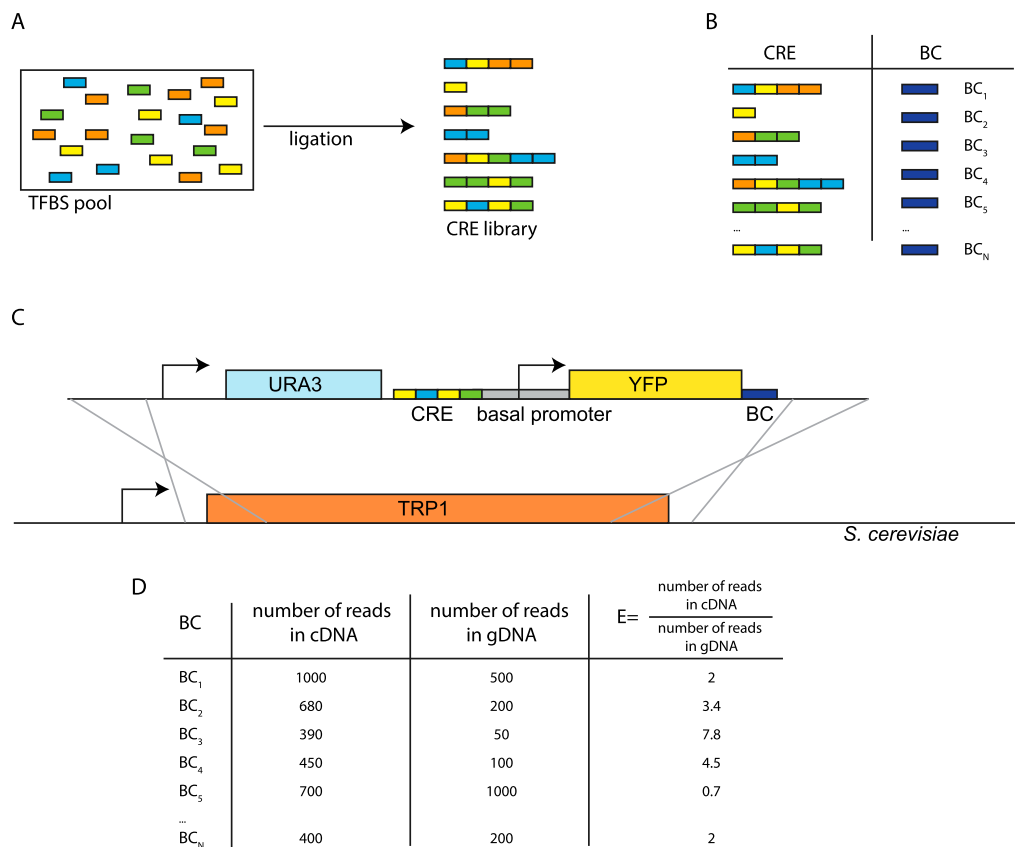 A
TFBS pool
ligation
CRE library
B
CRE BC
BC1
BC2
BC3
BC4
BC5
... ...
BCN
C
URA3
YFP
CRE
basal promoter
BC
TRP1
S. cerevisiae
D
BC
number of reads
in cDNA
number of reads
in gDNA
E=
number of reads
in cDNA
number of reads
in gDNA
BC1 1000 500 2
BC2 680 200 3.4
BC3 390 50 7.8
BC4 450 100 4.5
BC5 700 1000 0.7
...
BCN 400 200 2